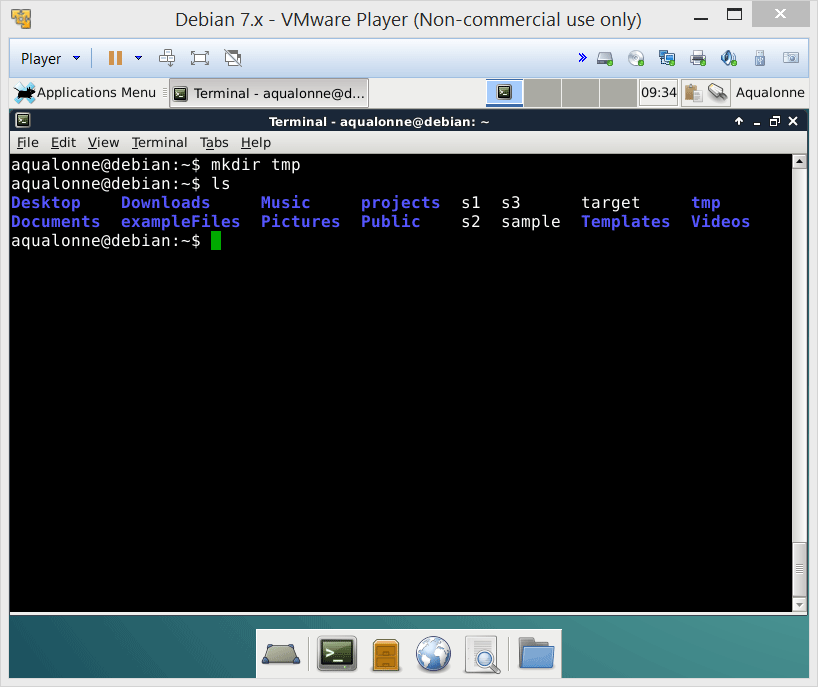 Debian 7.x - VMware Player (Non-commercial use only)
Player
Applications Menu Terminal - aqualonne@d... 09:34 Aqualonne
Terminal - aqualonne@debian: ~
File Edit View Terminal Tabs Help
aqualonne@debian:~$ mkdir tmp
aqualonne@debian:~$ ls
Desktop Downloads Music projects s1 s3 target tmp
Documents exampleFiles Pictures Public s2 sample Templates Videos
aqualonne@debian:~$